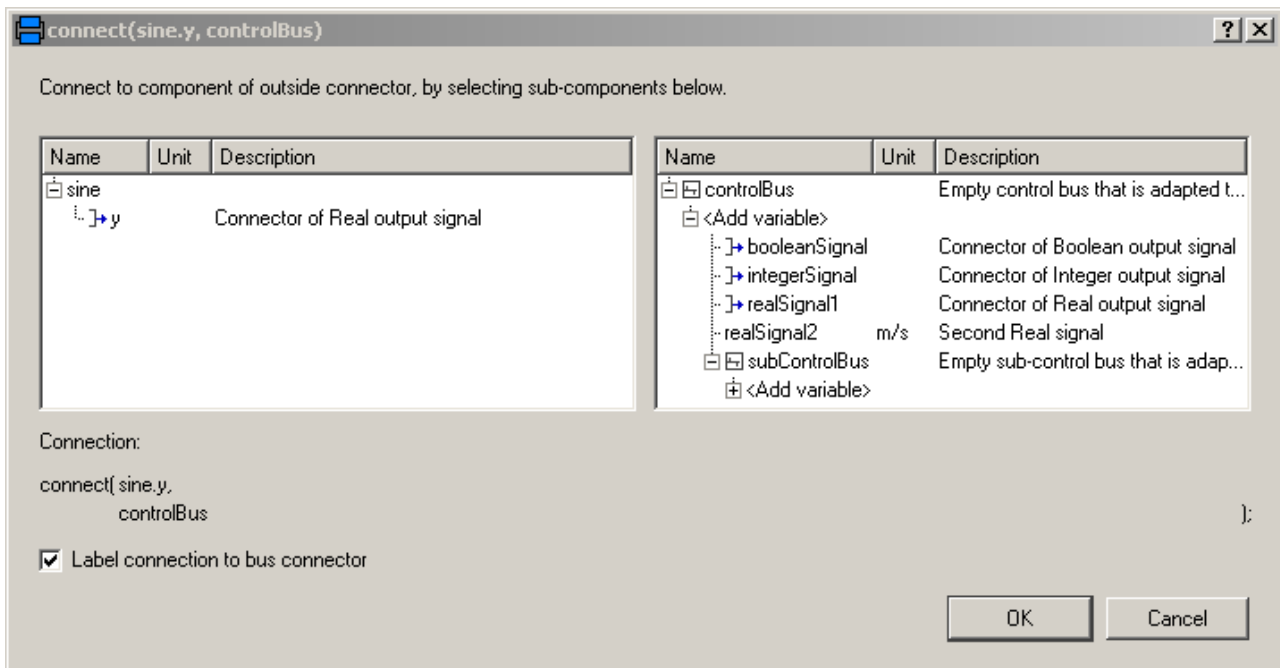 connect(sine.y, controlBus)
Connect to component of outside connector, by selecting sub-components below.
Name Unit Description
sine
y Connector of Real output signal
Name Unit Description
controlBus Empty control bus that is adapted t...
<Add variable>
booleanSignal Connector of Boolean output signal
integerSignal Connector of Integer output signal
realSignal1 Connector of Real output signal
realSignal2 m/s Second Real signal
subControlBus Empty sub-control bus that is adap...
<Add variable>
Connection:
connect( sine.y,
controlBus );
Label connection to bus connector
OK Cancel